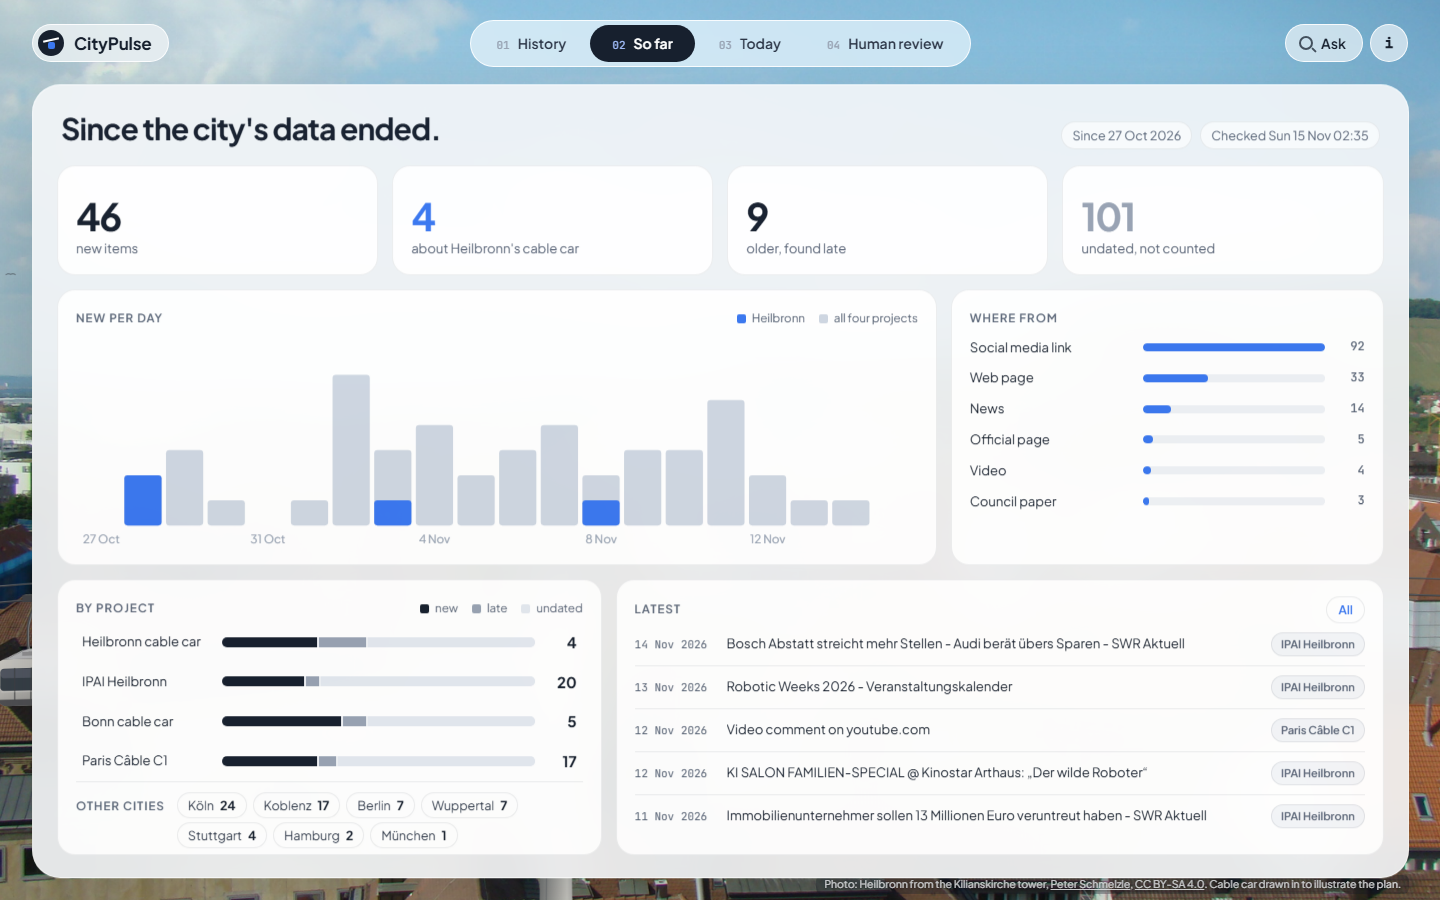 CityPulse
01 History
02 So far
03 Today
04 Human review
Ask
i
Since the city's data ended.
Since 27 Oct 2026
Checked Sun 15 Nov 02:35
46
new items
4
about Heilbronn's cable car
9
older, found late
101
undated, not counted
NEW PER DAY
Heilbronn
all four projects
27 Oct
31 Oct
4 Nov
8 Nov
12 Nov
WHERE FROM
Social media link 92
Web page 33
News 14
Official page 5
Video 4
Council paper 3
BY PROJECT
new
late
undated
Heilbronn cable car 4
IPAI Heilbronn 20
Bonn cable car 5
Paris Câble C1 17
OTHER CITIES
Köln 24
Koblenz 17
Berlin 7
Wuppertal 7
Stuttgart 4
Hamburg 2
München 1
LATEST
All
14 Nov 2026 Bosch Abstatt streicht mehr Stellen - Audi berät übers Sparen - SWR Aktuell IPAI Heilbronn
13 Nov 2026 Robotic Weeks 2026 - Veranstaltungskalender IPAI Heilbronn
12 Nov 2026 Video comment on youtube.com Paris Câble C1
12 Nov 2026 KI SALON FAMILIEN-SPECIAL @ Kinostar Arthaus: „Der wilde Roboter“ IPAI Heilbronn
11 Nov 2026 Immobilienunternehmer sollen 13 Millionen Euro veruntreut haben - SWR Aktuell IPAI Heilbronn
Photo: Heilbronn from the Kilianskirche tower, Peter Schmelzle, CC BY-SA 4.0. Cable car drawn in to illustrate the plan.